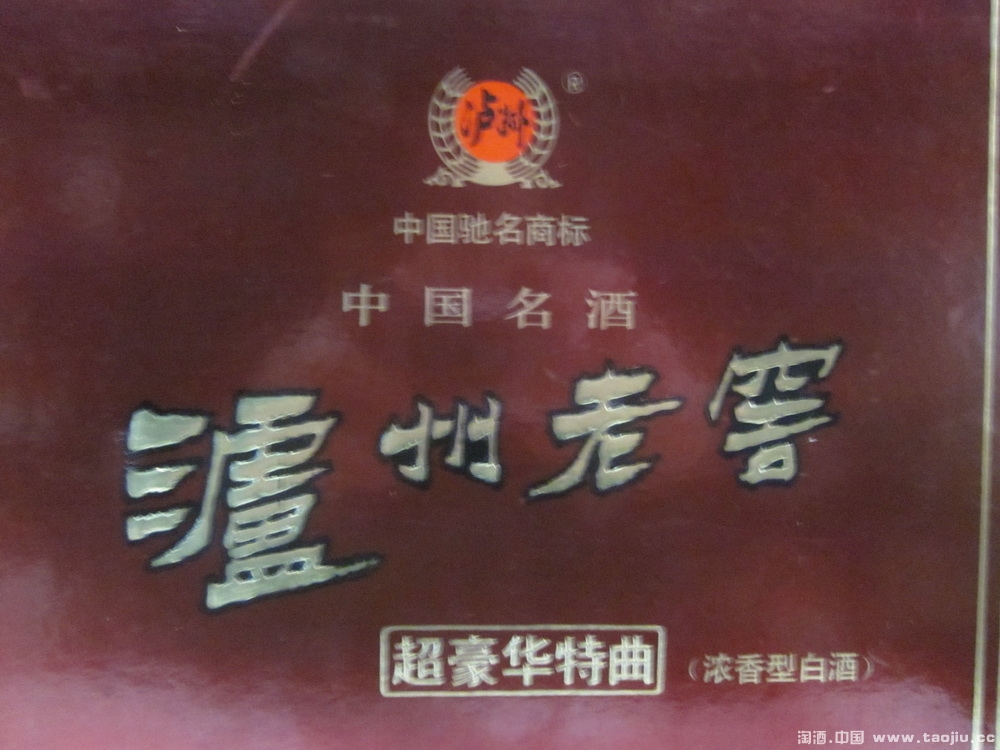 泸州
®
中国驰名商标
中国名酒
瀘州老窖
超豪华特曲
（浓香型白酒）
淘酒.中国 www.taojiu.cc